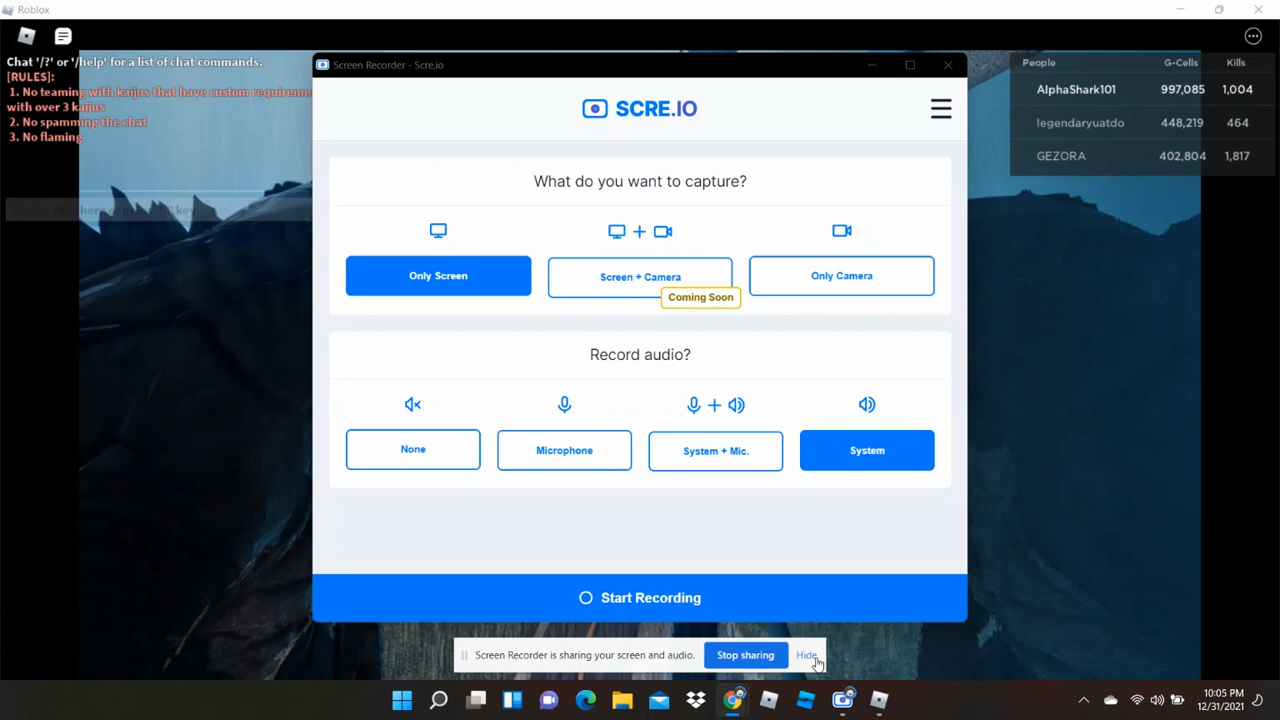 Roblox
Chat '/?' or '/help' for a list of chat commands.
[RULES]:
1. No teaming with kaijus that have custom requireme
with over 3 kaijus
2. No spamming the chat
3. No flaming
Screen Recorder - Scre.io
SCRE.IO
What do you want to capture?
Only Screen
Screen + Camera
Only Camera
Coming Soon
Record audio?
None
Microphone
System + Mic.
System
Start Recording
Screen Recorder is sharing your screen and audio.
Stop sharing
Hide
People G-Cells Kills
AlphaShark101 997,085 1,004
legendaryuatdo 448,219 464
GEZORA 402,804 1,817
10:05 PM
12/31/2021